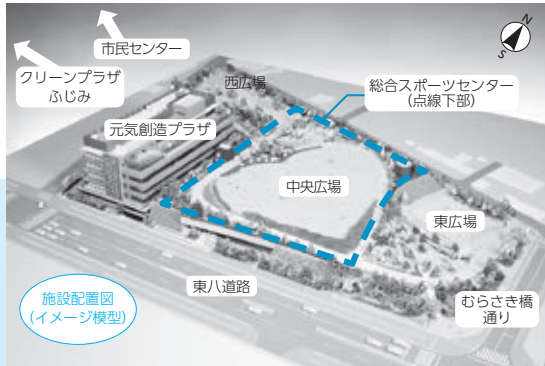 市民センター
クリーンプラザ
ふじみ
西広場
総合スポーツセンター
(点線下部)
元気創造プラザ
中央広場
東広場
東八道路
むらさき橋
通り
施設配置図
(イメージ模型)
N
S